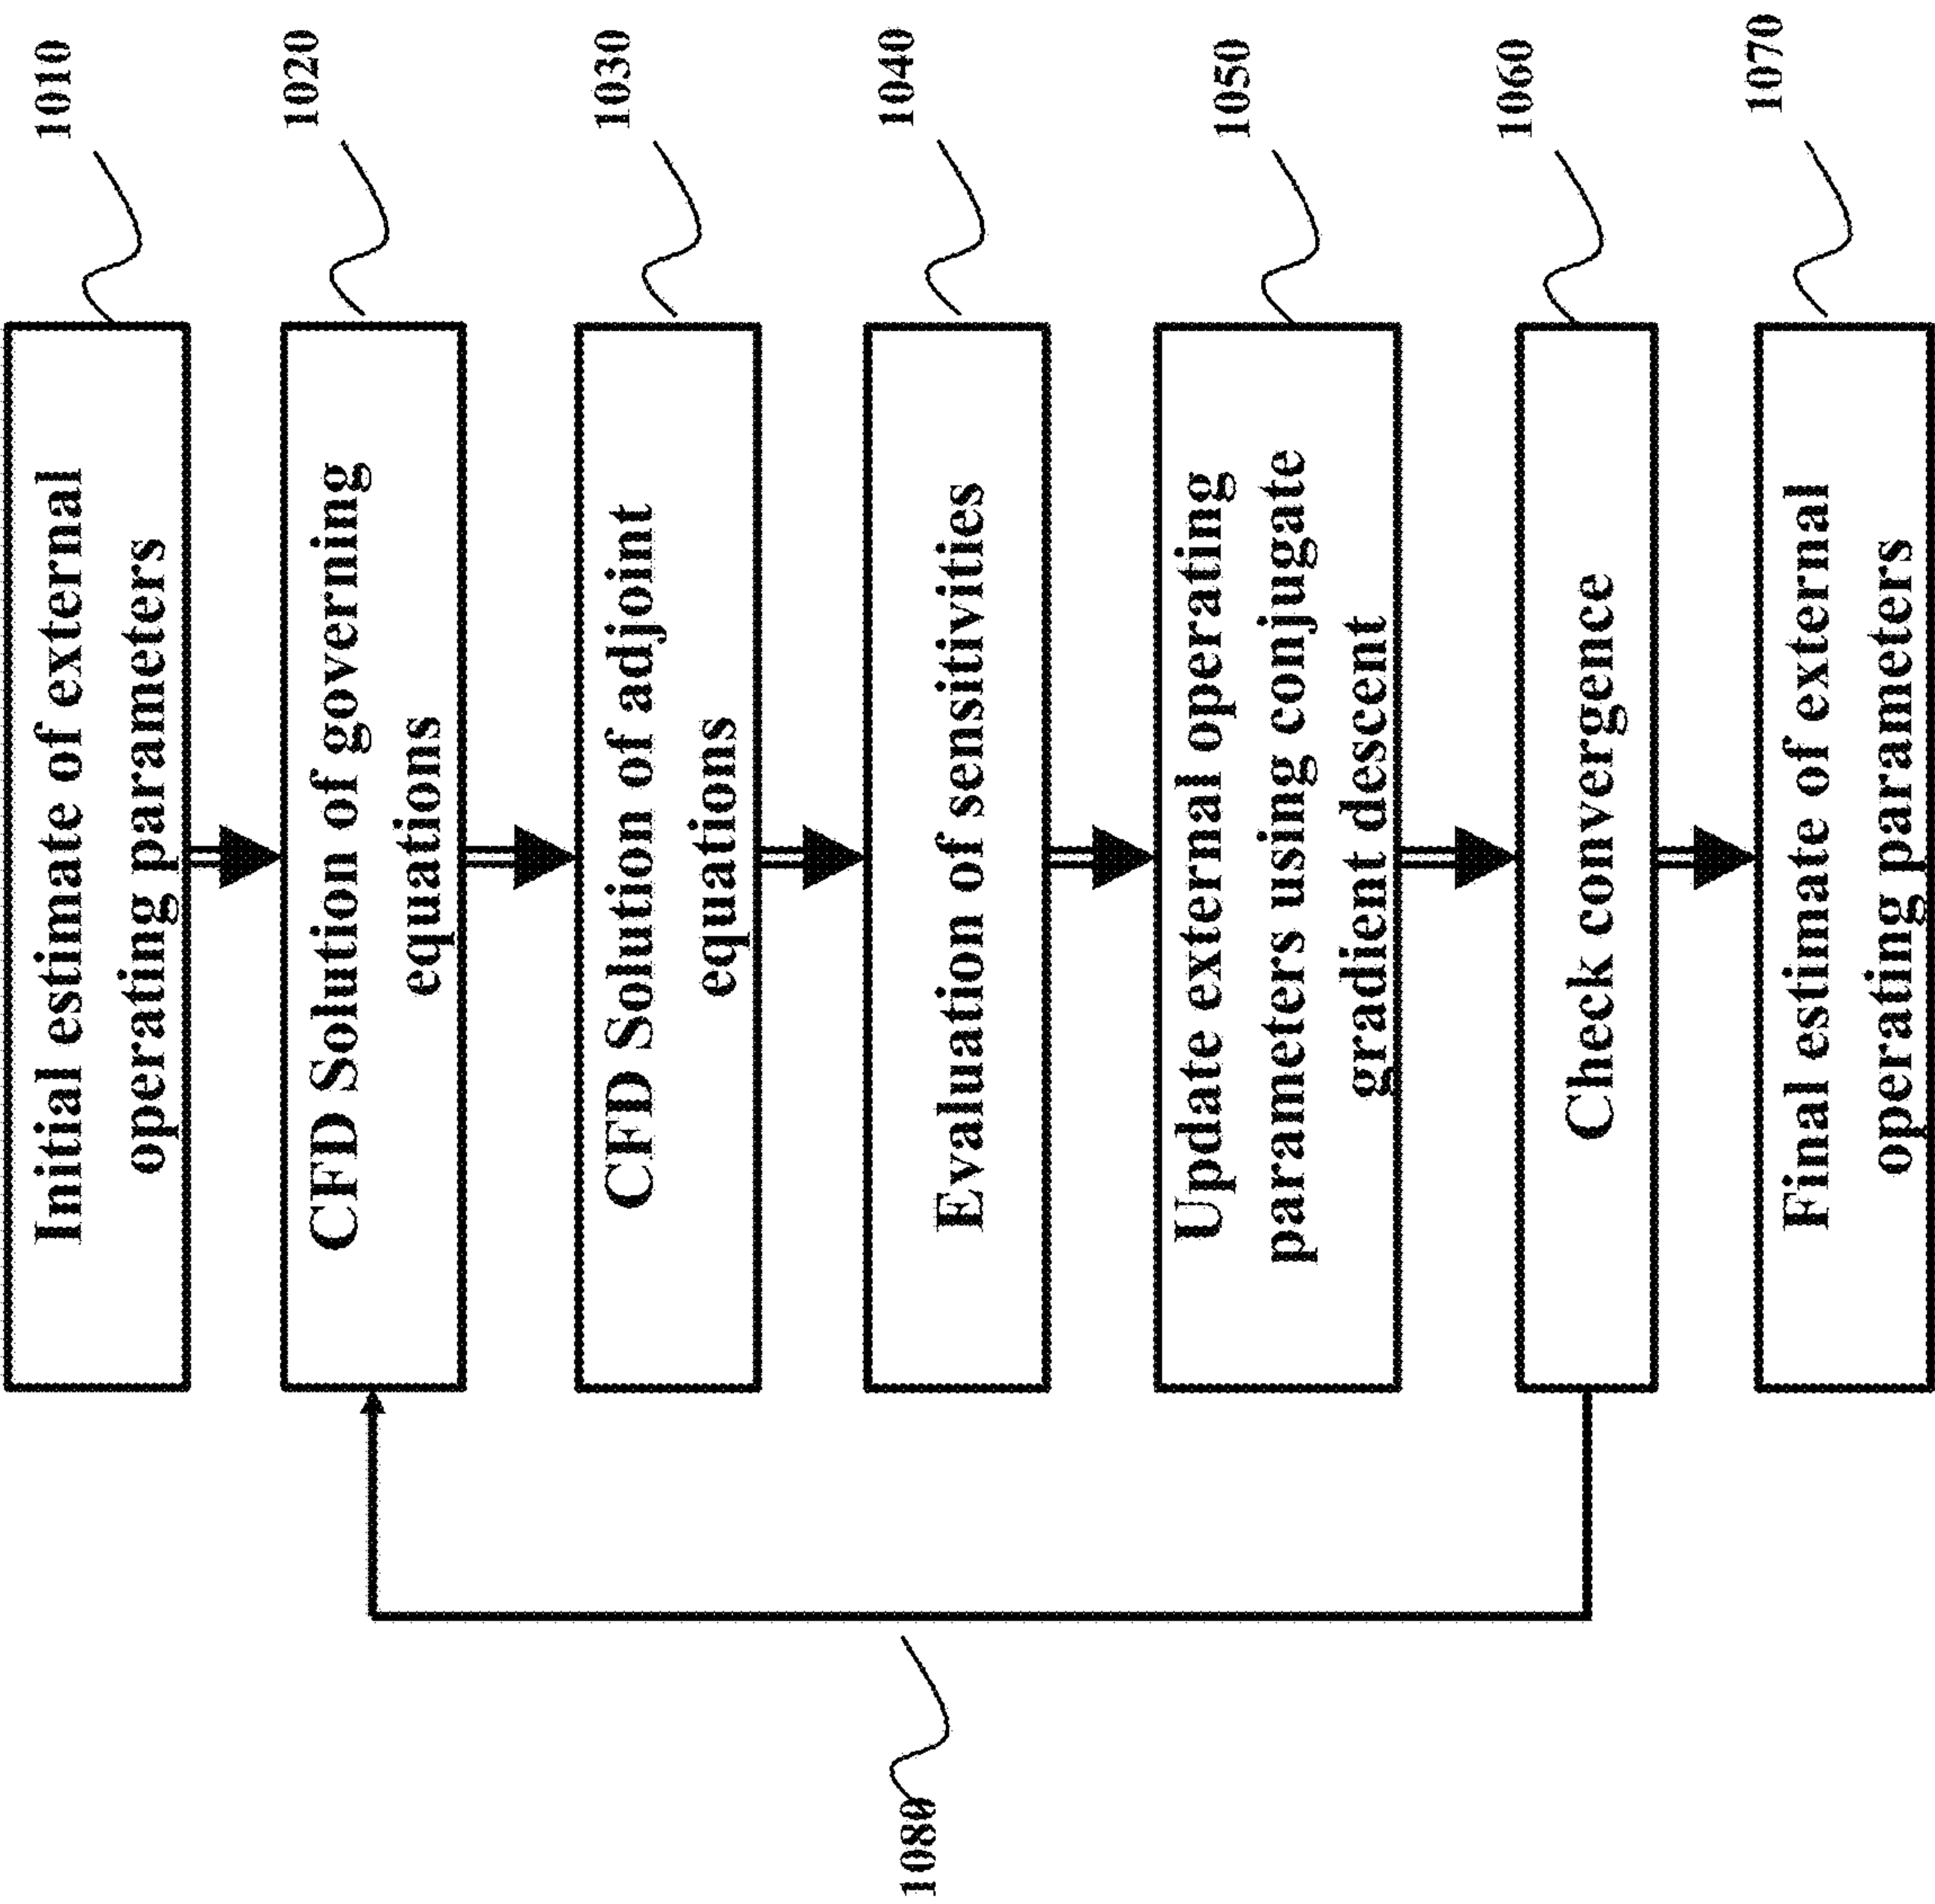 Initial estimate of external
operating parameters
1010
CFD Solution of governing
equations
1020
CFD Solution of adjoint
equations
1030
Evaluation of sensitivities
1040
Update external operating
parameters using conjugate
gradient descent
1050
Check convergence
1060
Final estimate of external
operating parameters
1070
1080